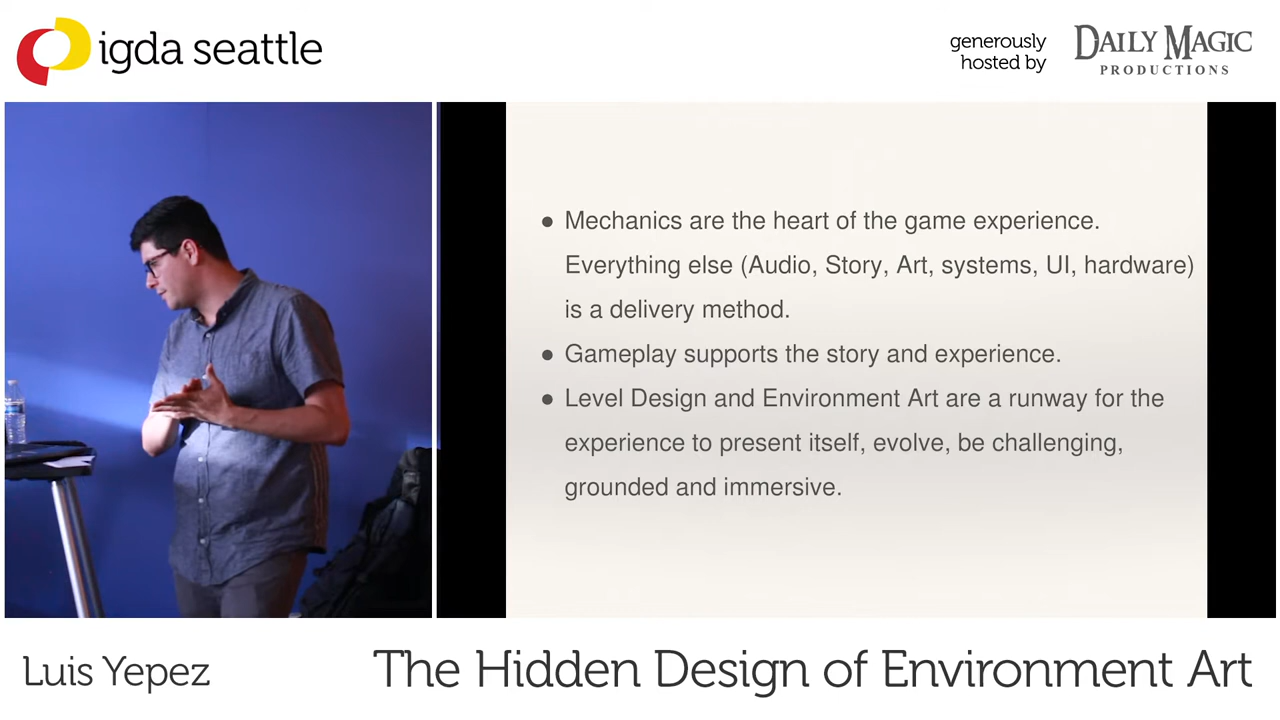 igda seattle
generously
hosted by
DAILY MAGIC
PRODUCTIONS
● Mechanics are the heart of the game experience.
Everything else (Audio, Story, Art, systems, UI, hardware)
is a delivery method.
● Gameplay supports the story and experience.
● Level Design and Environment Art are a runway for the
experience to present itself, evolve, be challenging,
grounded and immersive.
Luis Yepez
The Hidden Design of Environment Art